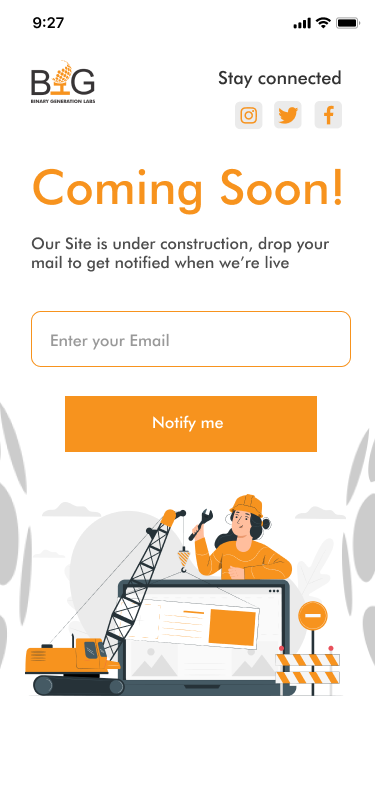 9:27
BIG
BINARY GENERATION LABS
Stay connected
Coming Soon!
Our Site is under construction, drop your
mail to get notified when we’re live
Enter your Email
Notify me